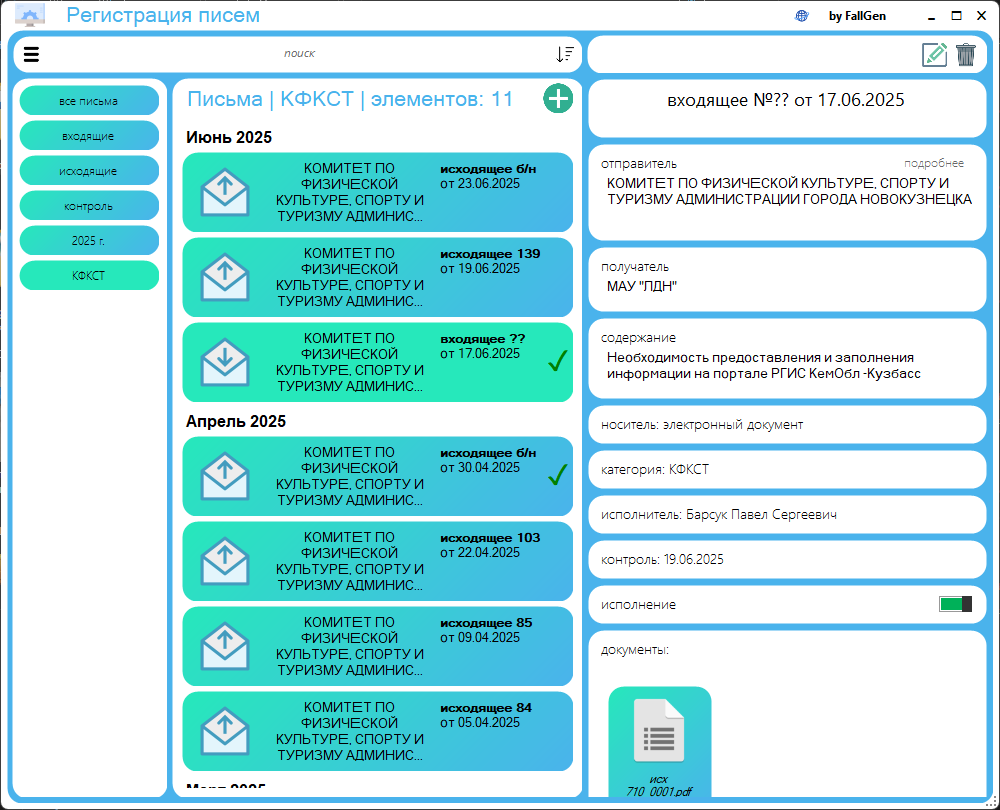 Регистрация писем
by FallGen
поиск
все письма
входящие
исходящие
контроль
2025 г.
КФКСТ
Письма | КФКСТ | элементов: 11
Июнь 2025
КОМИТЕТ ПО
ФИЗИЧЕСКОЙ
КУЛЬТУРЕ, СПОРТУ И
ТУРИЗМУ АДМИНИС...
исходящее б/н
от 23.06.2025
КОМИТЕТ ПО
ФИЗИЧЕСКОЙ
КУЛЬТУРЕ, СПОРТУ И
ТУРИЗМУ АДМИНИС...
исходящее 139
от 19.06.2025
КОМИТЕТ ПО
ФИЗИЧЕСКОЙ
КУЛЬТУРЕ, СПОРТУ И
ТУРИЗМУ АДМИНИС...
входящее ??
от 17.06.2025
Апрель 2025
КОМИТЕТ ПО
ФИЗИЧЕСКОЙ
КУЛЬТУРЕ, СПОРТУ И
ТУРИЗМУ АДМИНИС...
исходящее б/н
от 30.04.2025
КОМИТЕТ ПО
ФИЗИЧЕСКОЙ
КУЛЬТУРЕ, СПОРТУ И
ТУРИЗМУ АДМИНИС...
исходящее 103
от 22.04.2025
КОМИТЕТ ПО
ФИЗИЧЕСКОЙ
КУЛЬТУРЕ, СПОРТУ И
ТУРИЗМУ АДМИНИС...
исходящее 85
от 09.04.2025
КОМИТЕТ ПО
ФИЗИЧЕСКОЙ
КУЛЬТУРЕ, СПОРТУ И
ТУРИЗМУ АДМИНИС...
исходящее 84
от 05.04.2025
Март 2025
входящее №?? от 17.06.2025
отправитель
подробнее
КОМИТЕТ ПО ФИЗИЧЕСКОЙ КУЛЬТУРЕ, СПОРТУ И
ТУРИЗМУ АДМИНИСТРАЦИИ ГОРОДА НОВОКУЗНЕЦКА
получатель
МАУ "ЛДН"
содержание
Необходимость предоставления и заполнения
информации на портале РГИС КемОбл -Кузбасс
носитель: электронный документ
категория: КФКСТ
исполнитель: Барсук Павел Сергеевич
контроль: 19.06.2025
исполнение
документы:
исх
710_0001.pdf